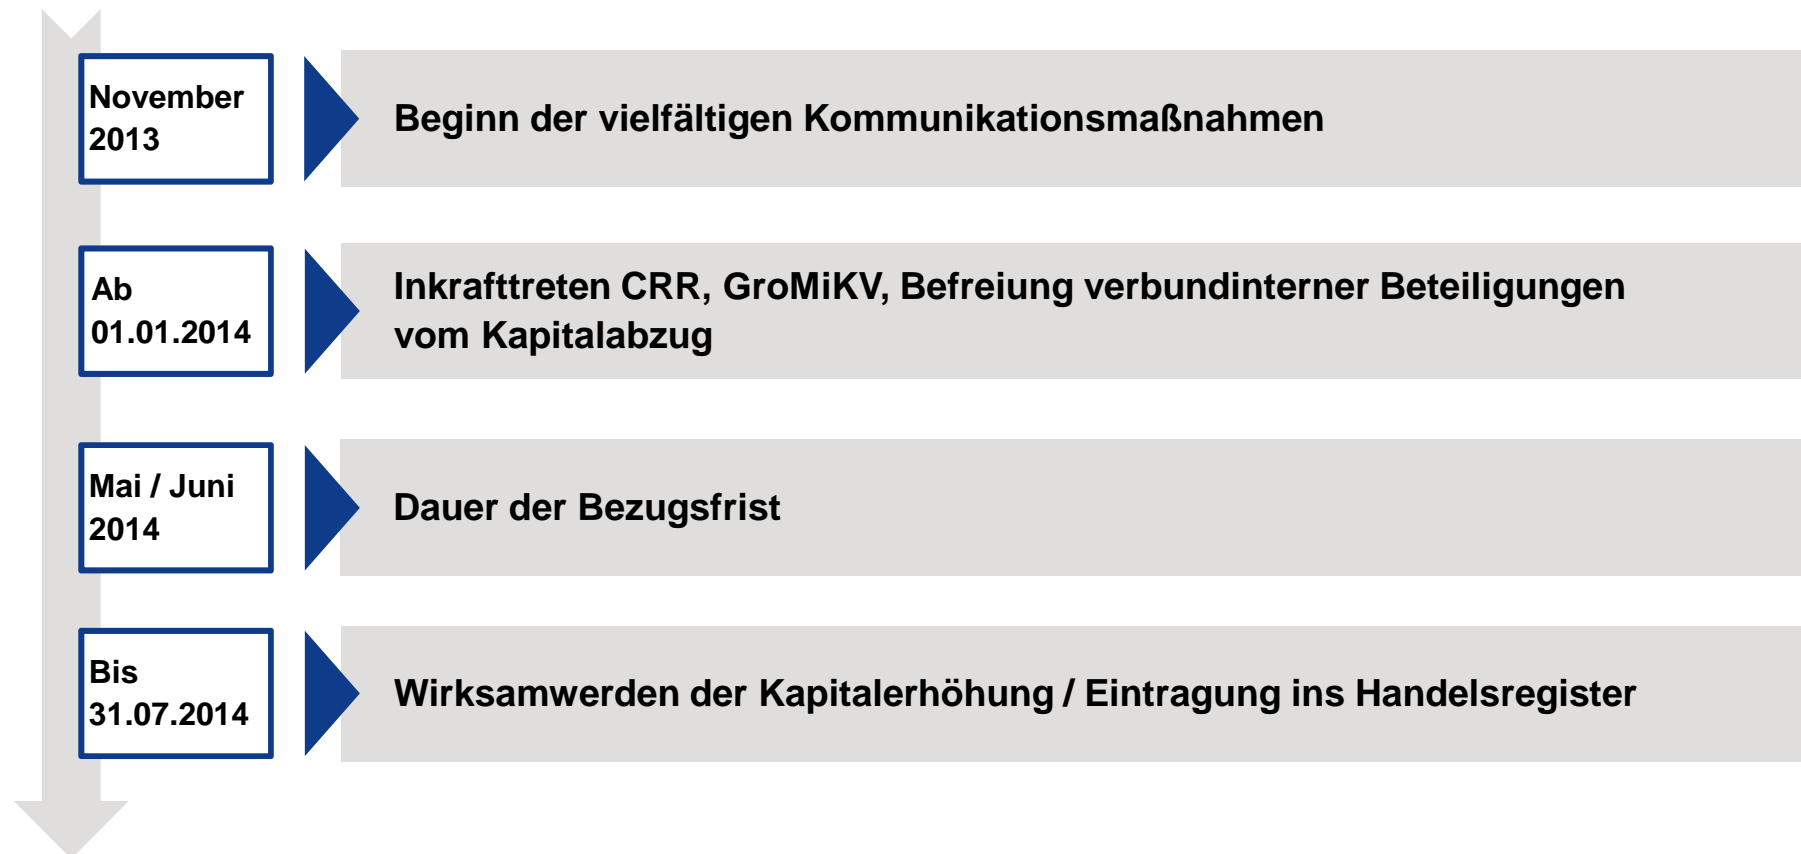 November
2013
Beginn der vielfältigen Kommunikationsmaßnahmen
Ab
01.01.2014
Inkrafttreten CRR, GroMiKV, Befreiung verbundinterner Beteiligungen
vom Kapitalabzug
Mai / Juni
2014
Dauer der Bezugsfrist
Bis
31.07.2014
Wirksamwerden der Kapitalerhöhung / Eintragung ins Handelsregister